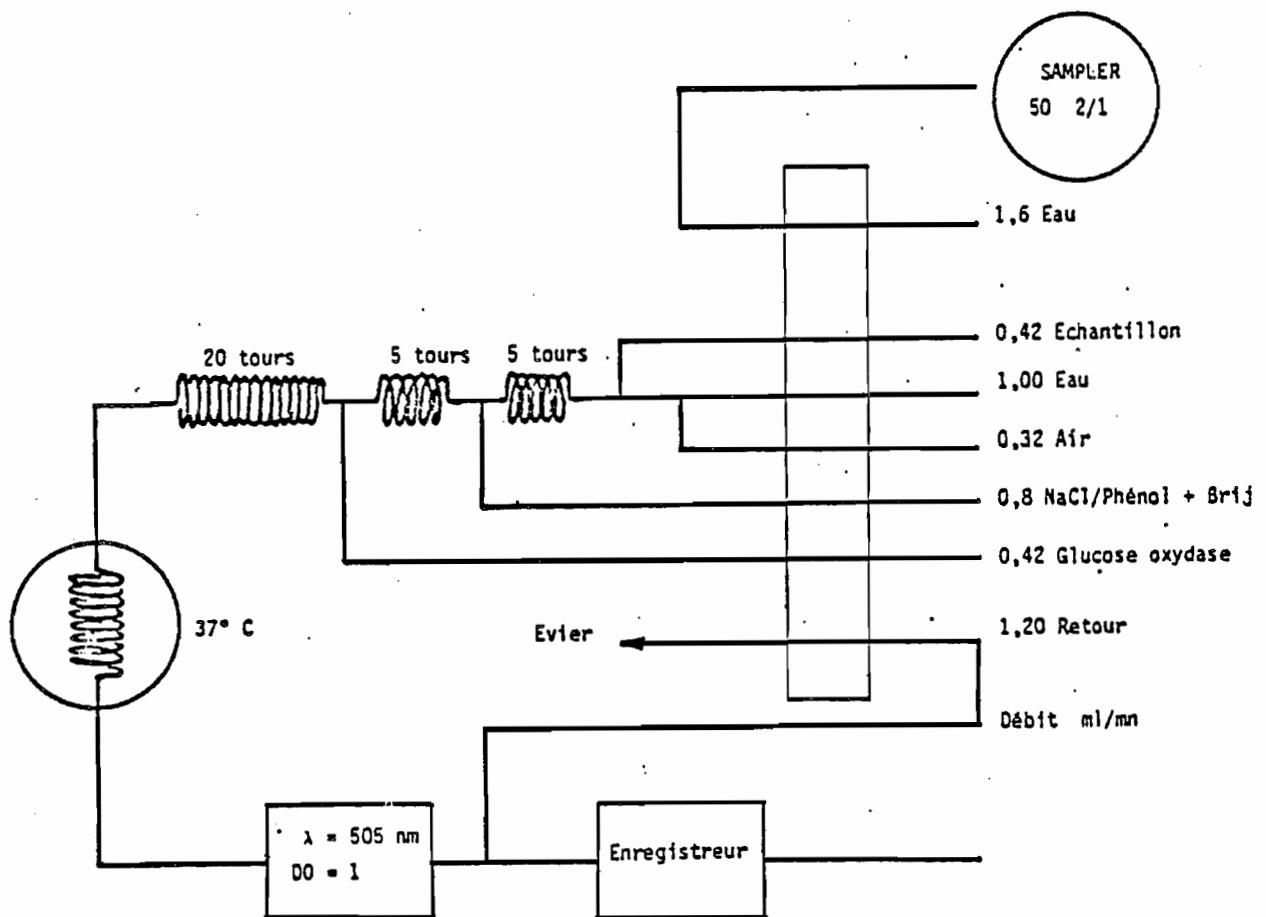 SAMPLER
50 2/1
1,6 Eau
0,42 Echantillon
20 tours
5 tours
5 tours
1,00 Eau
0,32 Air
0,8 NaCl/Phénol + Brij
0,42 Glucose oxydase
37° C
Evier
1,20 Retour
Débit ml/mn
λ = 505 nm
DO = 1
Enregistreur